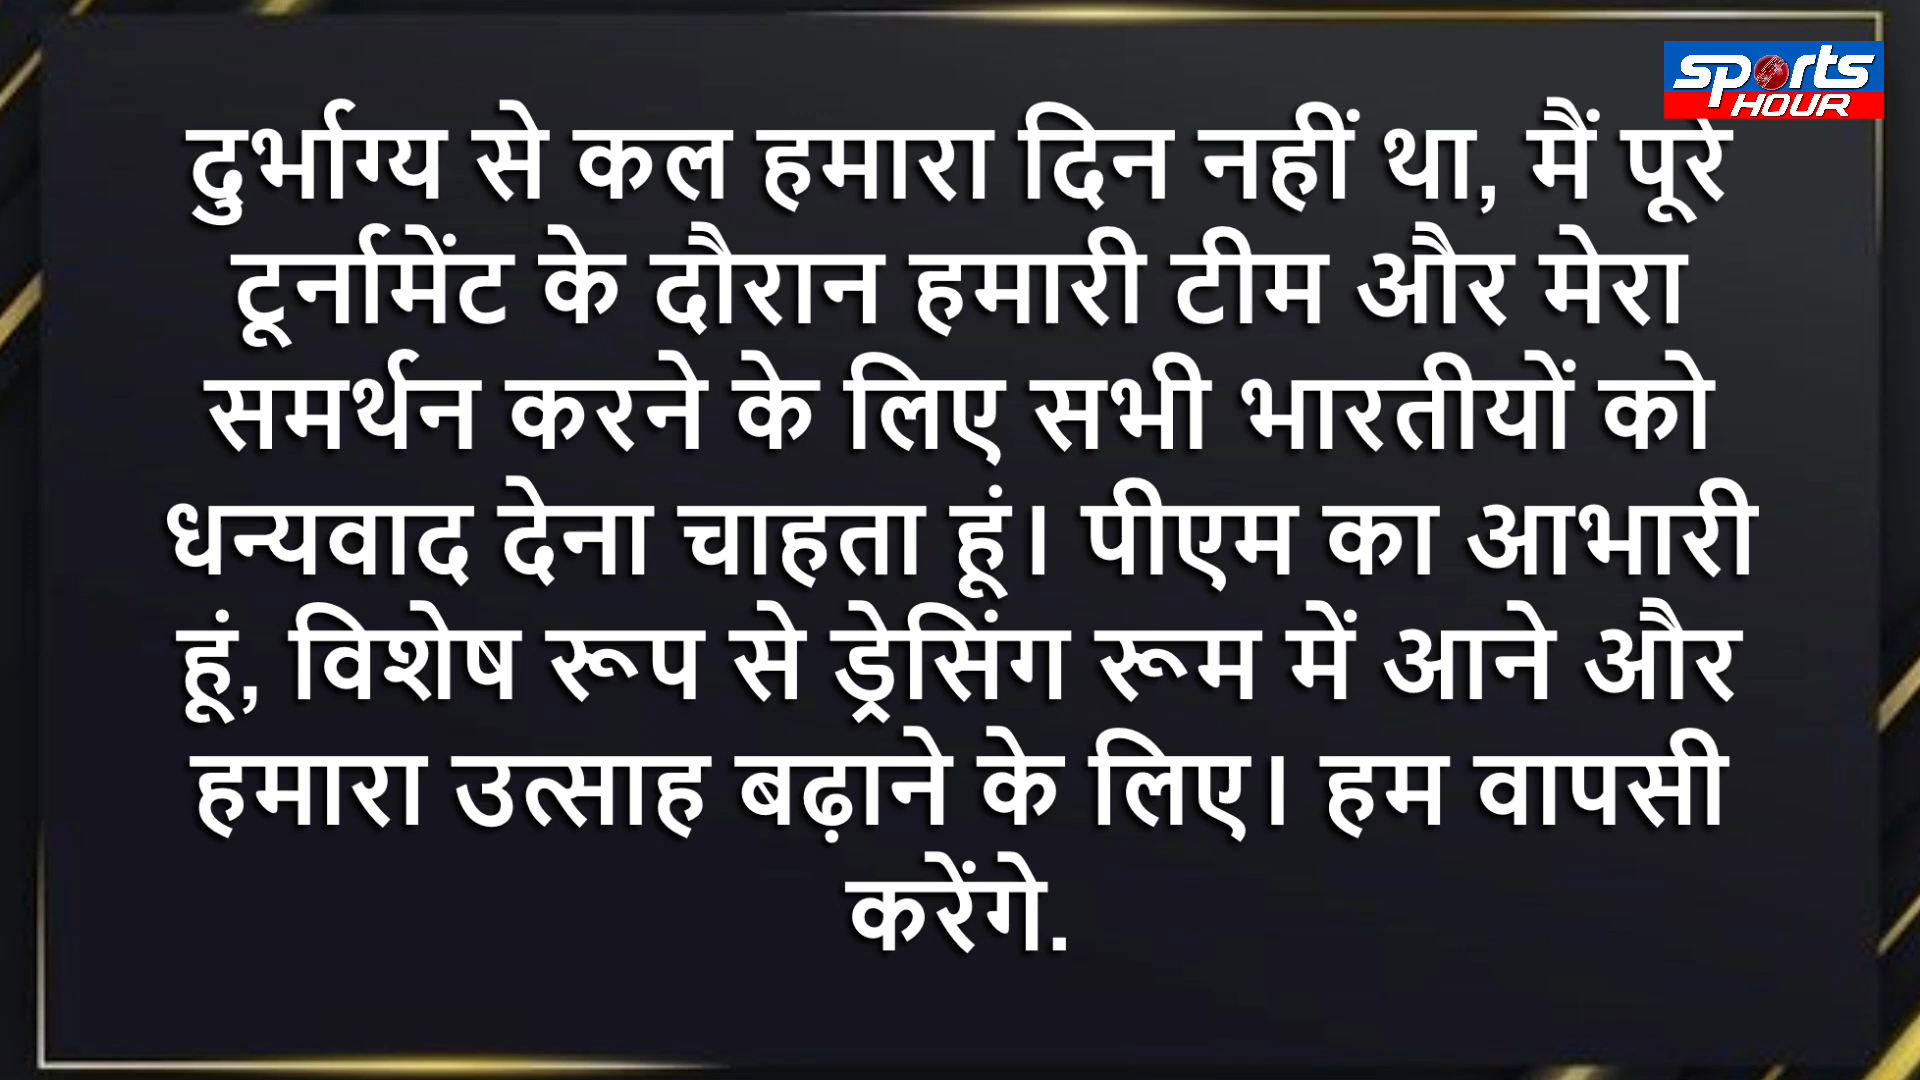 sports
HOUR
दुर्भाग्य से कल हमारा दिन नहीं था, मैं पूरे
टूर्नामेंट के दौरान हमारी टीम और मेरा
समर्थन करने के लिए सभी भारतीयों को
धन्यवाद देना चाहता हूं। पीएम का आभारी
हूं, विशेष रूप से ड्रेसिंग रूम में आने और
हमारा उत्साह बढ़ाने के लिए। हम वापसी
करेंगे.